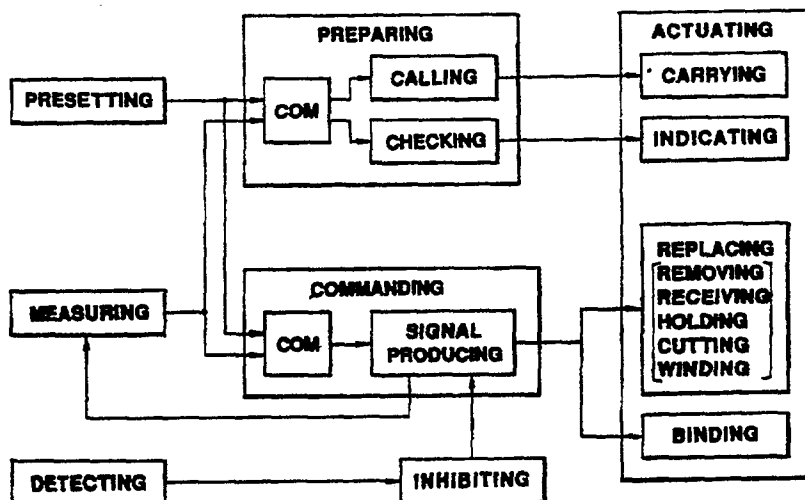 PREPARING
ACTUATING
PRESETTING
COM
CALLING
CARRYING
CHECKING
INDICATING
COMMANDING
MEASURING
COM
SIGNAL
PRODUCING
REPLACING
REMOVING
RECEIVING
HOLDING
CUTTING
WINDING
BINDING
DETECTING
INHIBITING